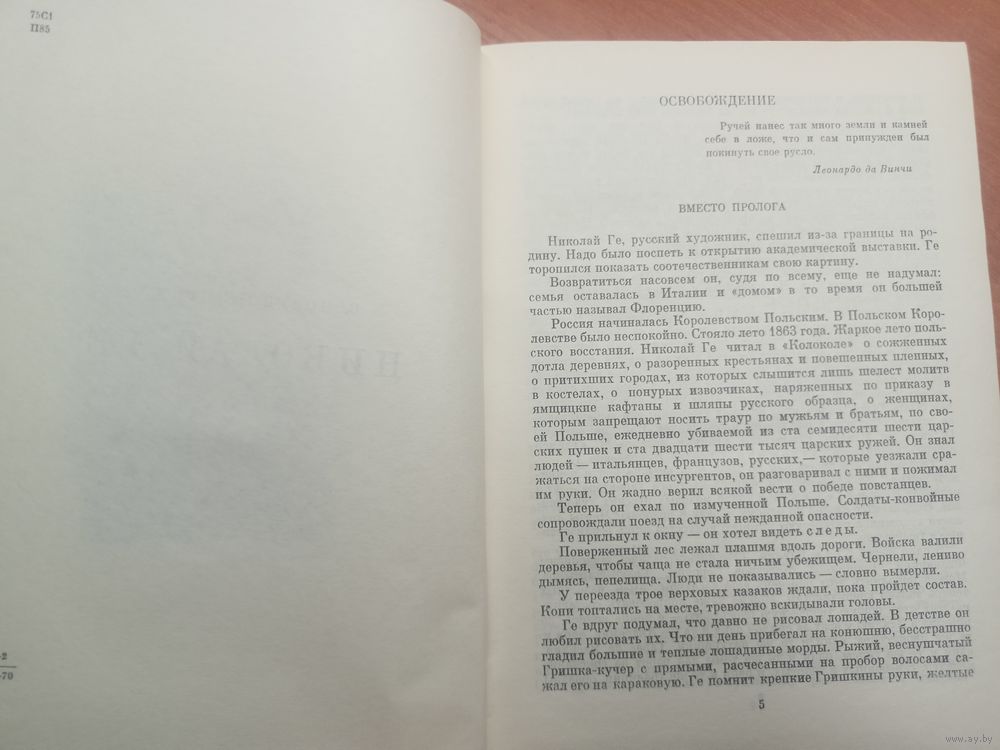 75С1
П85
-2
-70
ОСВОБОЖДЕНИЕ
Ручей нанес так много земли и камней
себе в ложе, что и сам принужден был
покинуть свое русло.
Леонардо да Винчи
ВМЕСТО ПРОЛОГА
Николай Ге, русский художник, спешил из-за границы на ро-
дину. Надо было поспеть к открытию академической выставки. Ге
торопился показать соотечественникам свою картину.
Возвратиться насовсем он, судя по всему, еще не надумал:
семья оставалась в Италии и «домом» в то время он большей
частью называл Флоренцию.
Россия начиналась Королевством Польским. В Польском Коро-
левстве было неспокойно. Стояло лето 1863 года. Жаркое лето поль-
ского восстания. Николай Ге читал в «Колоколе» о сожженных
дотла деревнях, о разоренных крестьянах и повешенных пленных,
о притихших городах, из которых слышится лишь шелест молитв
в костелах, о понурых извозчиках, наряженных по приказу в
ямщицкие кафтаны и шляпы русского образца, о женщинах,
которым запрещают носить траур по мужьям и братьям, по сво-
ей Польше, ежедневно убиваемой из ста семидесяти шести цар-
ских пушек и ста двадцати шести тысяч царских ружей. Он знал
людей — итальянцев, французов, русских,— которые уезжали сра-
жаться на стороне инсургентов, он разговаривал с ними и пожимал
им руки. Он жадно верил всякой вести о победе повстанцев.
Теперь он ехал по измученной Польше. Солдаты-конвойные
сопровождали поезд на случай нежданной опасности.
Ге прильнул к окну — он хотел видеть следы.
Поверженный лес лежал плашмя вдоль дороги. Войска валили
деревья, чтобы чаща не стала ничьим убежищем. Чернели, лениво
дымясь, пепелища. Люди не показывались — словно вымерли.
У переезда трое верховых казаков ждали, пока пройдет состав.
Кони топтались на месте, тревожно вскидывали головы.
Ге вдруг подумал, что давно не рисовал лошадей. В детстве он
любил рисовать их. Что ни день прибегал на конюшню, бесстрашно
гладил большие и теплые лошадиные морды. Рыжий, веснушчатый
Гришка-кучер с прямыми, расчесанными на пробор волосами са-
жал его на караковую. Ге помнит крепкие Гришкины руки, желтые
5
www.ay.by